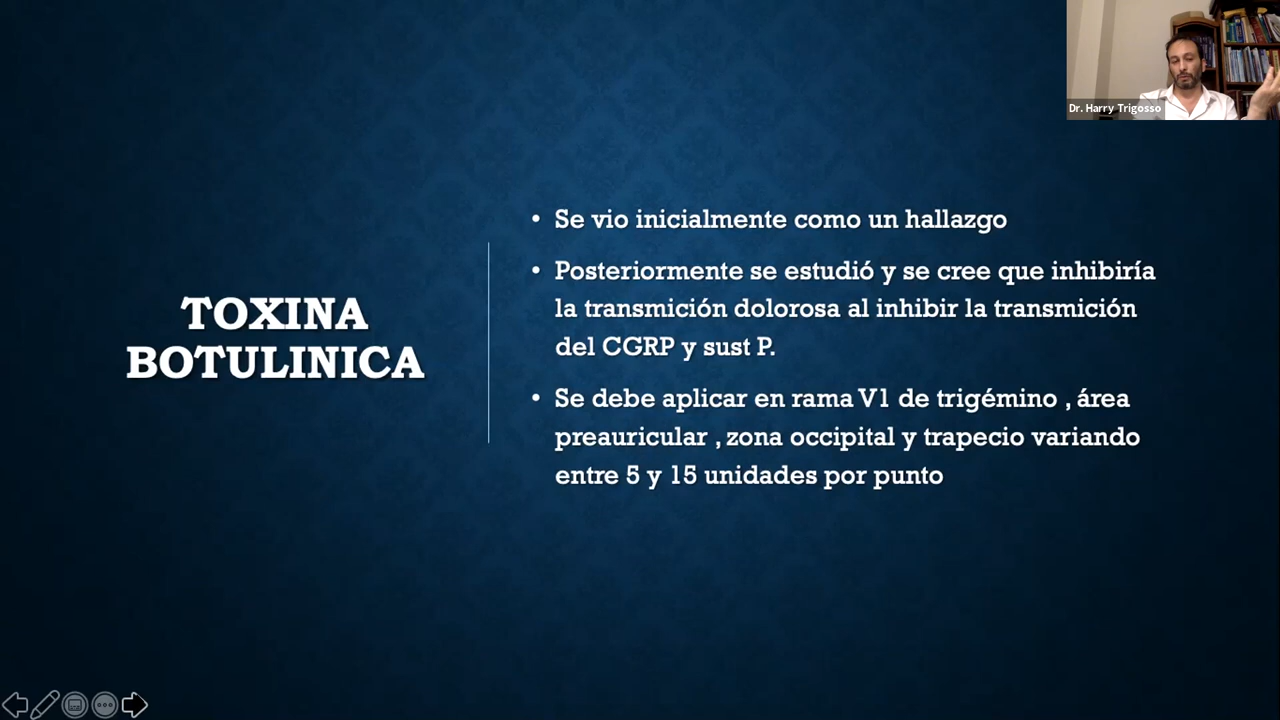 Dr. Harry Trigosso
TOXINA
BOTULINICA
• Se vio inicialmente como un hallazgo
• Posteriormente se estudió y se cree que inhibiría
la transmición dolorosa al inhibir la transmición
del CGRP y sust P.
• Se debe aplicar en rama V1 de trigémino , área
preauricular , zona occipital y trapecio variando
entre 5 y 15 unidades por punto